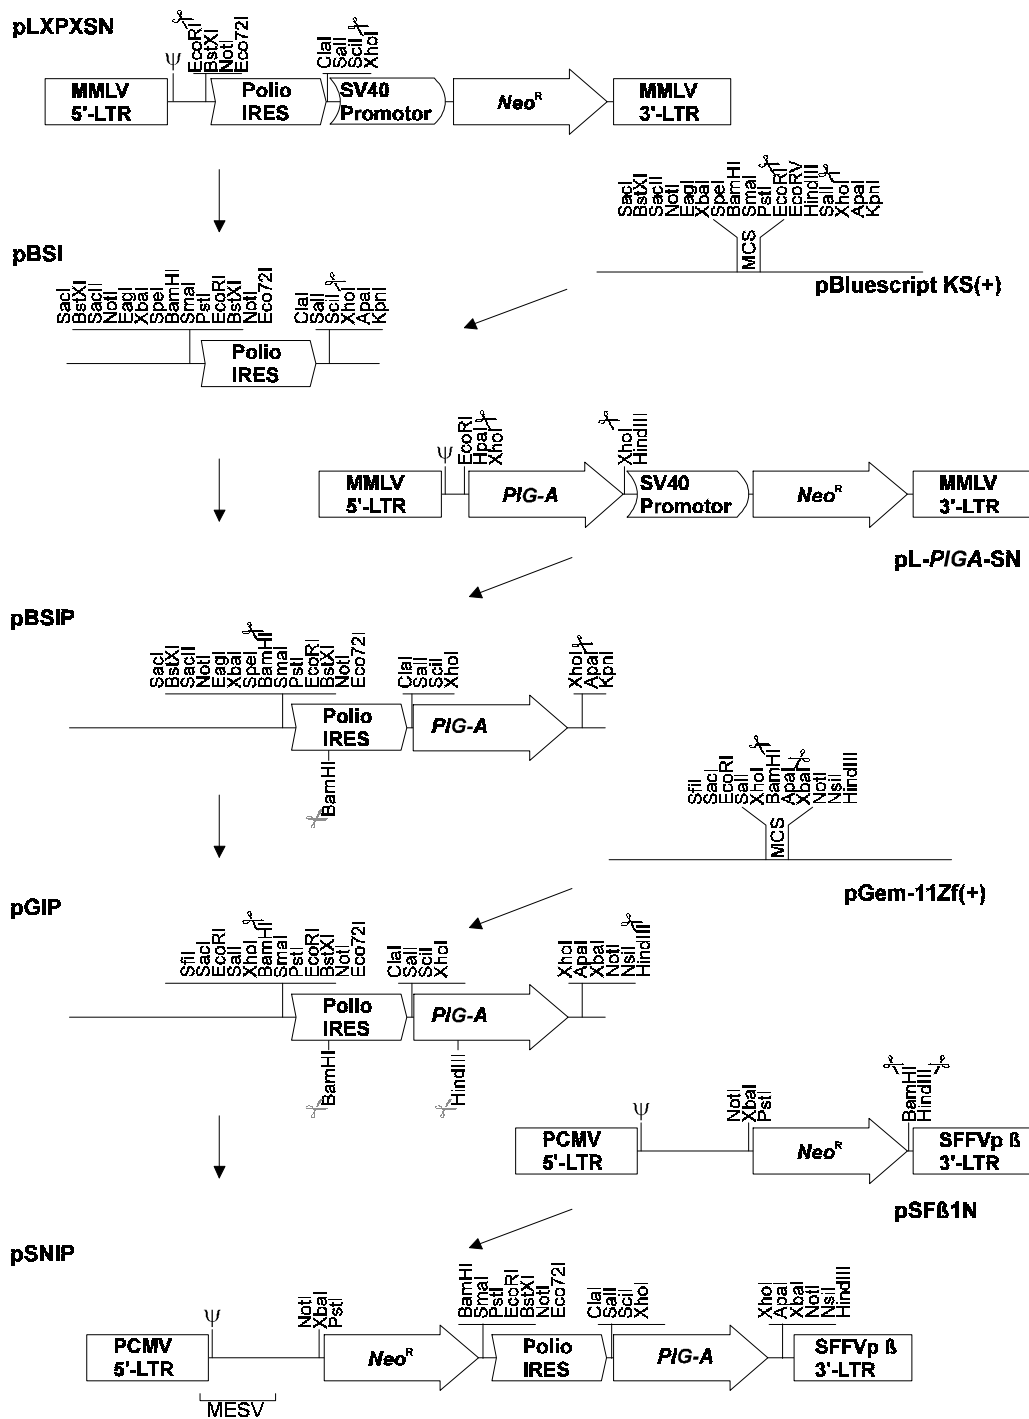 pLXPXSN
EcoRI
BstXI
NotI
Eco72I
ClaI
SalI
SciI
XhoI
Ψ
MMLV
5'-LTR
Polio
IRES
SV40
Promotor
Neo^R
MMLV
3'-LTR
SacI
BstXI
SacII
NotI
EagI
XbaI
SpeI
BamHI
SmaI
PstI
EcoRI
EcoRV
HindIII
SalI
XhoI
ApaI
KpnI
MCS
pBluescript KS(+)
pBSI
SacI
BstXI
SacII
NotI
EagI
XbaI
SpeI
BamHI
SmaI
PstI
EcoRI
BstXI
NotI
Eco72I
ClaI
SalI
SciI
XhoI
ApaI
KpnI
Polio
IRES
Ψ
EcoRI
HpaI
XhoI
XhoI
HindIII
MMLV
5'-LTR
PIG-A
SV40
Promotor
Neo^R
MMLV
3'-LTR
pL-PIGA-SN
pBSIP
SacI
BstXI
SacII
NotI
EagI
XbaI
SpeI
BamHI
SmaI
PstI
EcoRI
BstXI
NotI
Eco72I
ClaI
SalI
SciI
XhoI
XhoI
ApaI
KpnI
Polio
IRES
PIG-A
BamHI
SfiI
SacI
EcoRI
SalI
XhoI
BamHI
ApaI
XbaI
NotI
NsiI
HindIII
MCS
pGem-11Zf(+)
pGIP
SfiI
SacI
EcoRI
SalI
XhoI
BamHI
SmaI
PstI
EcoRI
BstXI
NotI
Eco72I
ClaI
SalI
SciI
XhoI
XhoI
ApaI
XbaI
NotI
NsiI
HindIII
Polio
IRES
PIG-A
BamHI
HindIII
Ψ
NotI
XbaI
PstI
BamHI
HindIII
PCMV
5'-LTR
Neo^R
SFFVp ß
3'-LTR
pSFß1N
pSNIP
Ψ
NotI
XbaI
PstI
BamHI
SmaI
PstI
EcoRI
BstXI
NotI
Eco72I
ClaI
SalI
SciI
XhoI
XhoI
ApaI
XbaI
NotI
NsiI
HindIII
PCMV
5'-LTR
Neo^R
Polio
IRES
PIG-A
SFFVp ß
3'-LTR
MESV